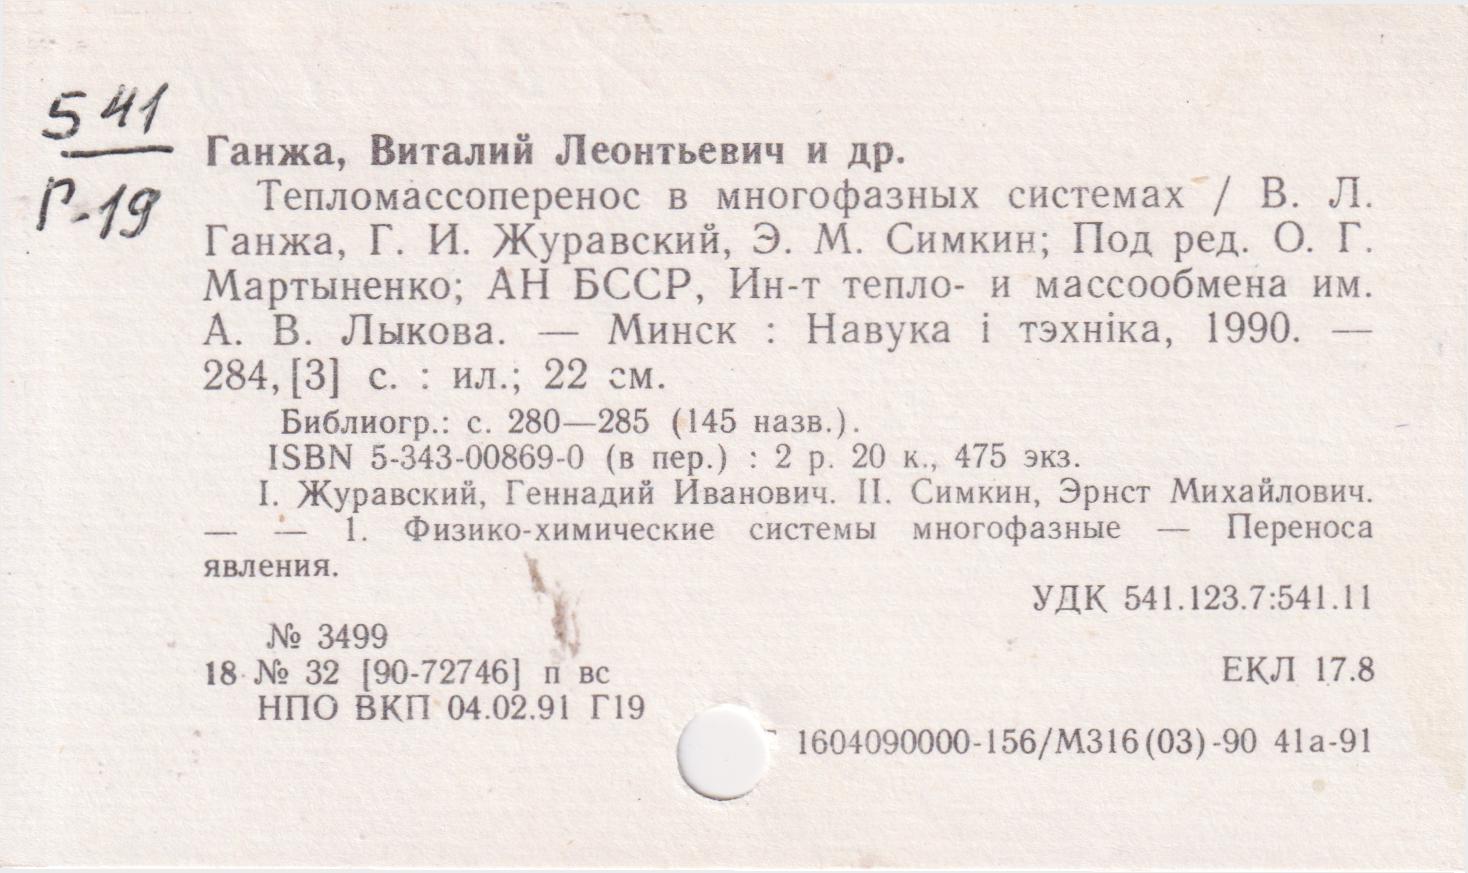 541
Г-19
Ганжа, Виталий Леонтьевич и др.
Тепломассоперенос в многофазных системах / В. Л.
Ганжа, Г. И. Журавский, Э. М. Симкин; Под ред. О. Г.
Мартыненко; АН БССР, Ин-т тепло- и массообмена им.
А. В. Лыкова. — Минск : Навука і тэхніка, 1990. —
284, [3] с. : ил.; 22 см.
Библиогр.: с. 280—285 (145 назв.).
ISBN 5-343-00869-0 (в пер.) : 2 р. 20 к., 475 экз.
I. Журавский, Геннадий Иванович. II. Симкин, Эрнст Михайлович.
— — 1. Физико-химические системы многофазные — Переноса
явления.
УДК 541.123.7:541.11
№ 3499
18 № 32 [90-72746] п вс
ЕКЛ 17.8
НПО ВКП 04.02.91 Г19
1604090000-156/М316(03)-90 41а-91